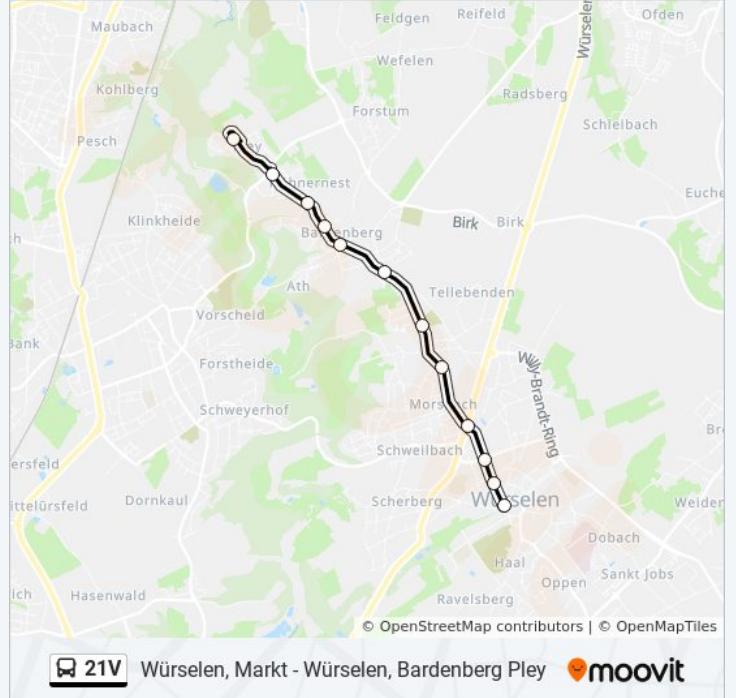 Feldgen
Reifeld
Ofden
Maubach
Würselen
Wefelen
Kohlberg
Radsberg
Forstum
Schleibach
Pesch
Euche
Klinkheide
Birk
Birk
Ath
Tellebenden
Vorscheid
Bank
Forstheide
Willy-Brandt-Ring
Schweyerhof
Schweilbach
Würselen
Dornkaul
Scherberg
Weiden
Dobach
Haal
Oppen
Sankt Jobs
Hasenwald
Ravelsberg
© OpenStreetMap contributors | © OpenMapTiles
21V Würselen, Markt - Würselen, Bardenberg Pley moovit